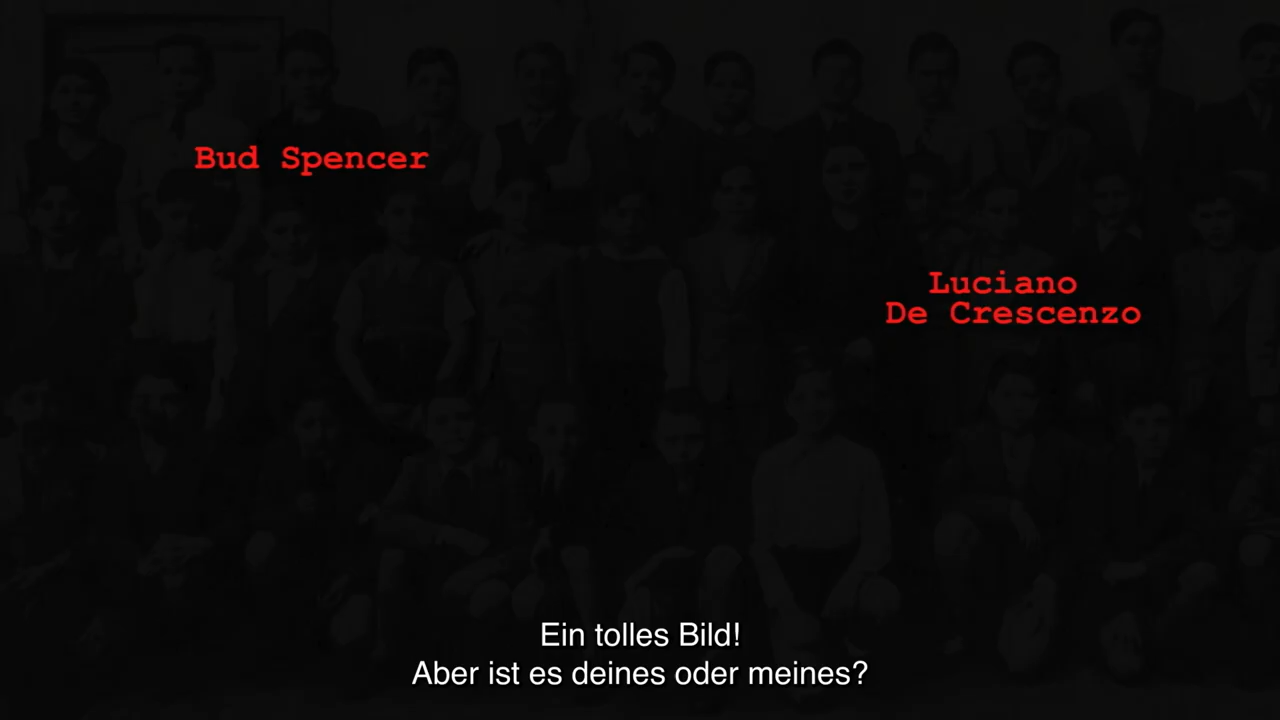 Bud Spencer
Luciano
De Crescenzo
Ein tolles Bild!
Aber ist es deines oder meines?